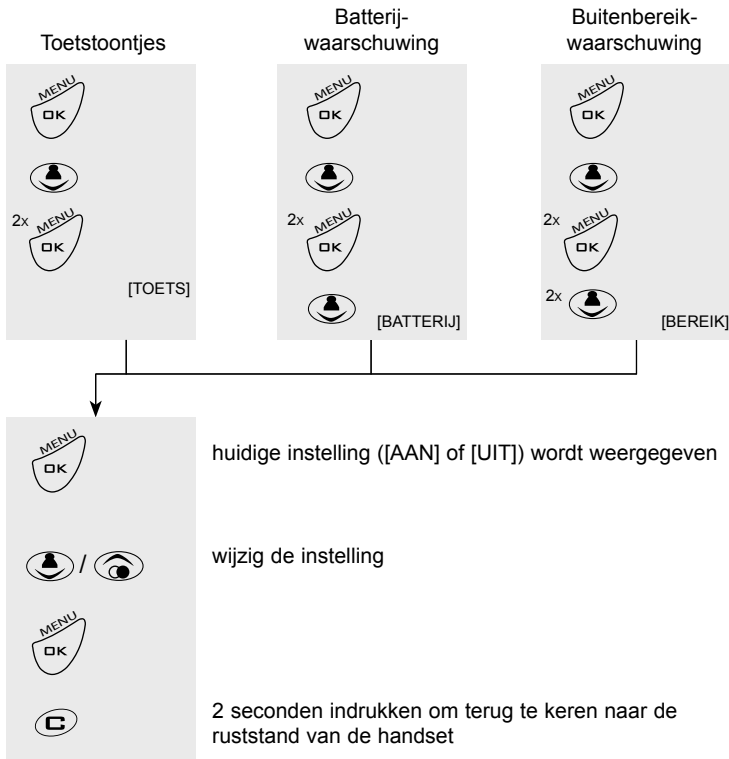 Toetstoontjes
Batterij-
waarschuwing
Buitenbereik-
waarschuwing
MENU
OK
2x MENU
OK
[TOETS]
MENU
OK
2x MENU
OK
[BATTERIJ]
MENU
OK
2x MENU
OK
2x
[BEREIK]
MENU
OK
huidige instelling ([AAN] of [UIT]) wordt weergegeven
/
wijzig de instelling
MENU
OK
C
2 seconden indrukken om terug te keren naar de
ruststand van de handset